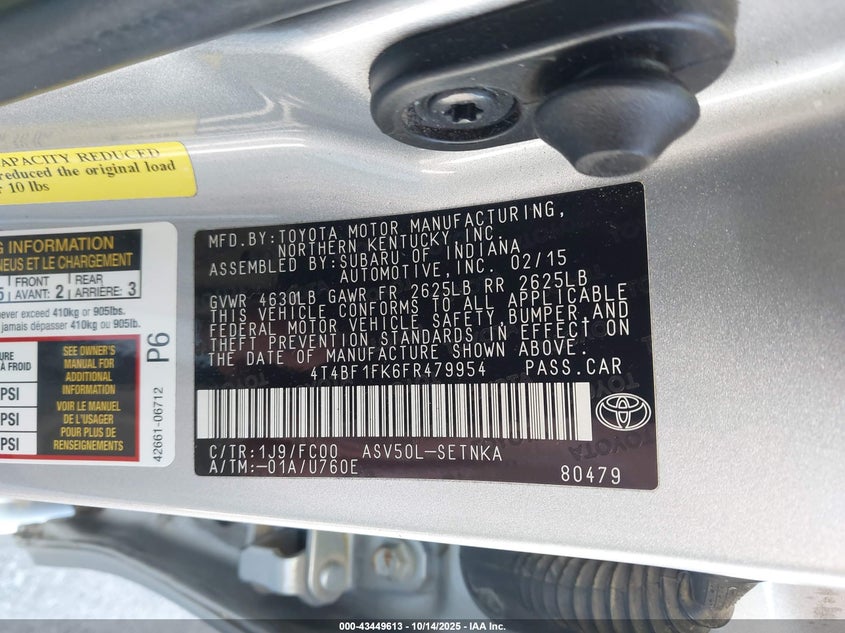 APACITY REDUCED
reduced the original load
10 lbs
G INFORMATION
NEUS ET LE CHARGEMENT
5 FRONT AVANT: 2 REAR ARRIÈRE: 3
never exceed 410kg or 905lbs.
jamais dépasser 410kg ou 905lb.
SEE OWNER'S
MANUAL FOR
ADDITIONAL
INFORMATION
VOIR LE MANUEL
DE L'USAGER
POUR PLUS DE
RENSEIGNEMENTS
PSI
PSI
PSI
P6
42661-06712
MFD.BY:TOYOTA MOTOR MANUFACTURING,
NORTHERN KENTUCKY, INC.
ASSEMBLED BY:SUBARU OF INDIANA
AUTOMOTIVE,INC. 02/15
GVWR 4630LB GAWR FR 2625LB RR 2625LB
THIS VEHICLE CONFORMS TO ALL APPLICABLE
FEDERAL MOTOR VEHICLE SAFETY,BUMPER,AND
THEFT PREVENTION STANDARDS IN EFFECT ON
THE DATE OF MANUFACTURE SHOWN ABOVE.
4T4BF1FK6FR479954 PASS.CAR
C/TR:1J9/FC00 ASV50L-SETNKA
A/TM:-01A/U760E 80479
000-43449613 - 10/14/2025 - IAA Inc.